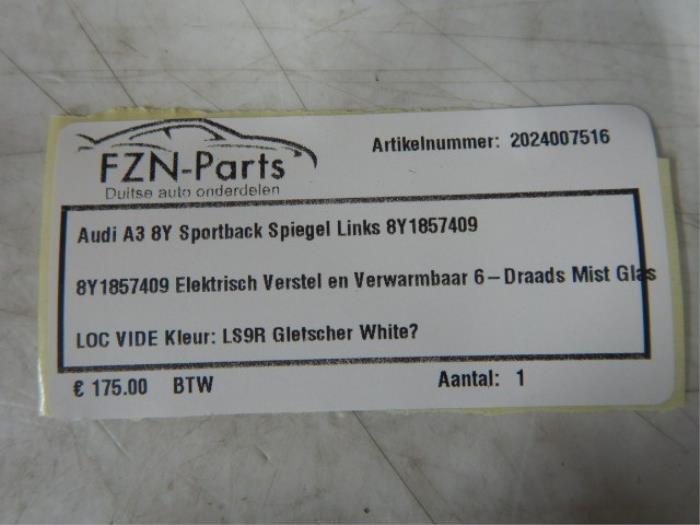 Artikelnummer: 2024007516
FZN-Parts
Duitse auto onderdelen
Audi A3 8Y Sportback Spiegel Links 8Y1857409
8Y1857409 Elektrisch Verstel en Verwarmbaar 6-Draads Mist Glas
LOC VIDE Kleur: LS9R Gletscher White?
€ 175.00 BTW Aantal: 1